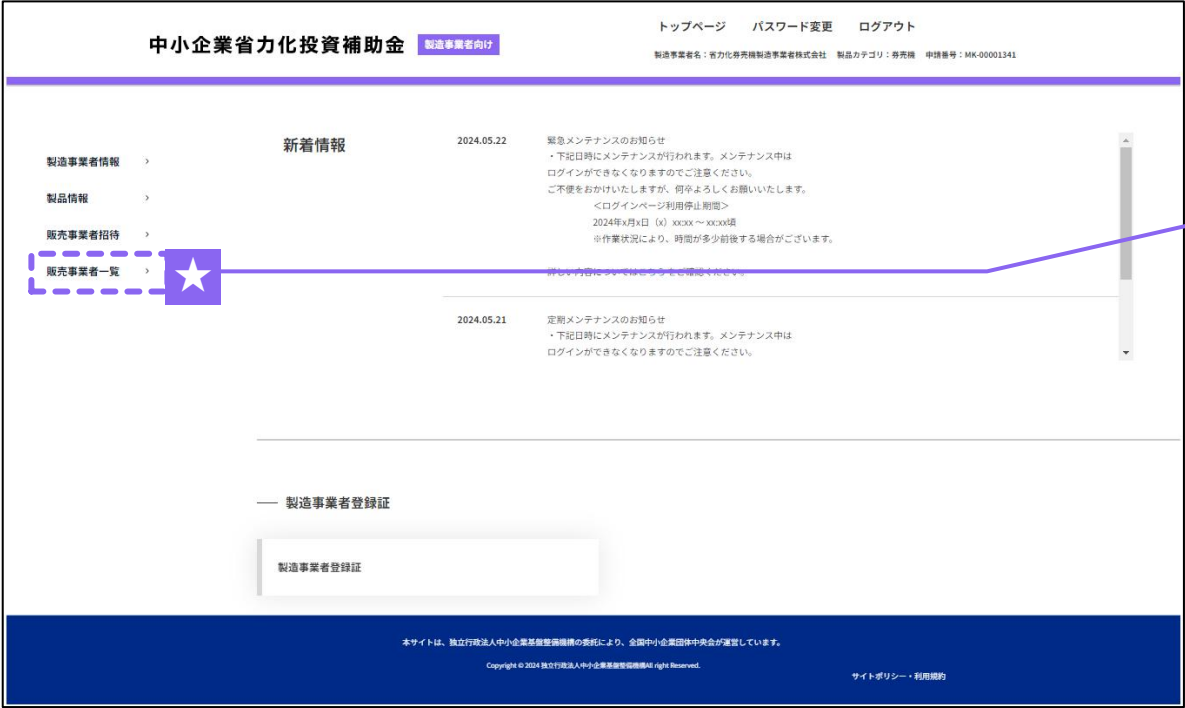 トップページ パスワード変更 ログアウト
中小企業省力化投資補助金 製造事業者向け
製造事業者名：省力化券売機製造事業者株式会社 製品カテゴリ：券売機 申請番号：MK-00001341
製造事業者情報 ›
製品情報 ›
販売事業者招待 ›
販売事業者一覧 ›
新着情報
2024.05.22 緊急メンテナンスのお知らせ
・下記日時にメンテナンスが行われます。メンテナンス中は
ログインができなくなりますのでご注意ください。
ご不便をおかけいたしますが、何卒よろしくお願いいたします。
＜ログインページ利用停止期間＞
2024年x月x日（x）xx:xx ～ xx:xx頃
※作業状況により、時間が多少前後する場合がございます。
詳しい内容についてはこちらをご確認ください。
2024.05.21 定期メンテナンスのお知らせ
・下記日時にメンテナンスが行われます。メンテナンス中は
ログインができなくなりますのでご注意ください。
製造事業者登録証
製造事業者登録証
本サイトは、独立行政法人中小企業基盤整備機構の委託により、全国中小企業団体中央会が運営しています。
Copyright © 2024 独立行政法人中小企業基盤整備機構All right Reserved.
サイトポリシー・利用規約